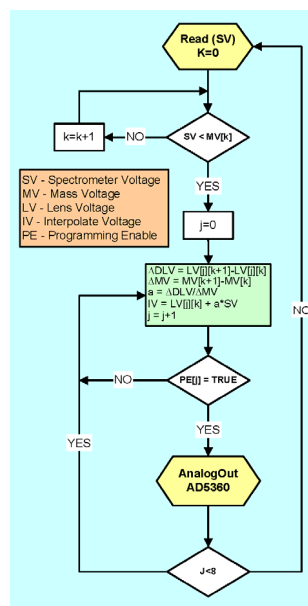 Read (SV)
K=0
SV < MV[k]
NO
k=k+1
YES
SV - Spectrometer Voltage
MV - Mass Voltage
LV - Lens Voltage
IV - Interpolate Voltage
PE - Programming Enable
j=0
ΔDLV = LV[j][k+1]-LV[j][k]
ΔMV = MV[k+1]-MV[k]
a = ΔDLV/ΔMV
IV = LV[j][k] + a*SV
j = j+1
NO
PE[j] = TRUE
NO
YES
YES
AnalogOut
AD5360
J<8